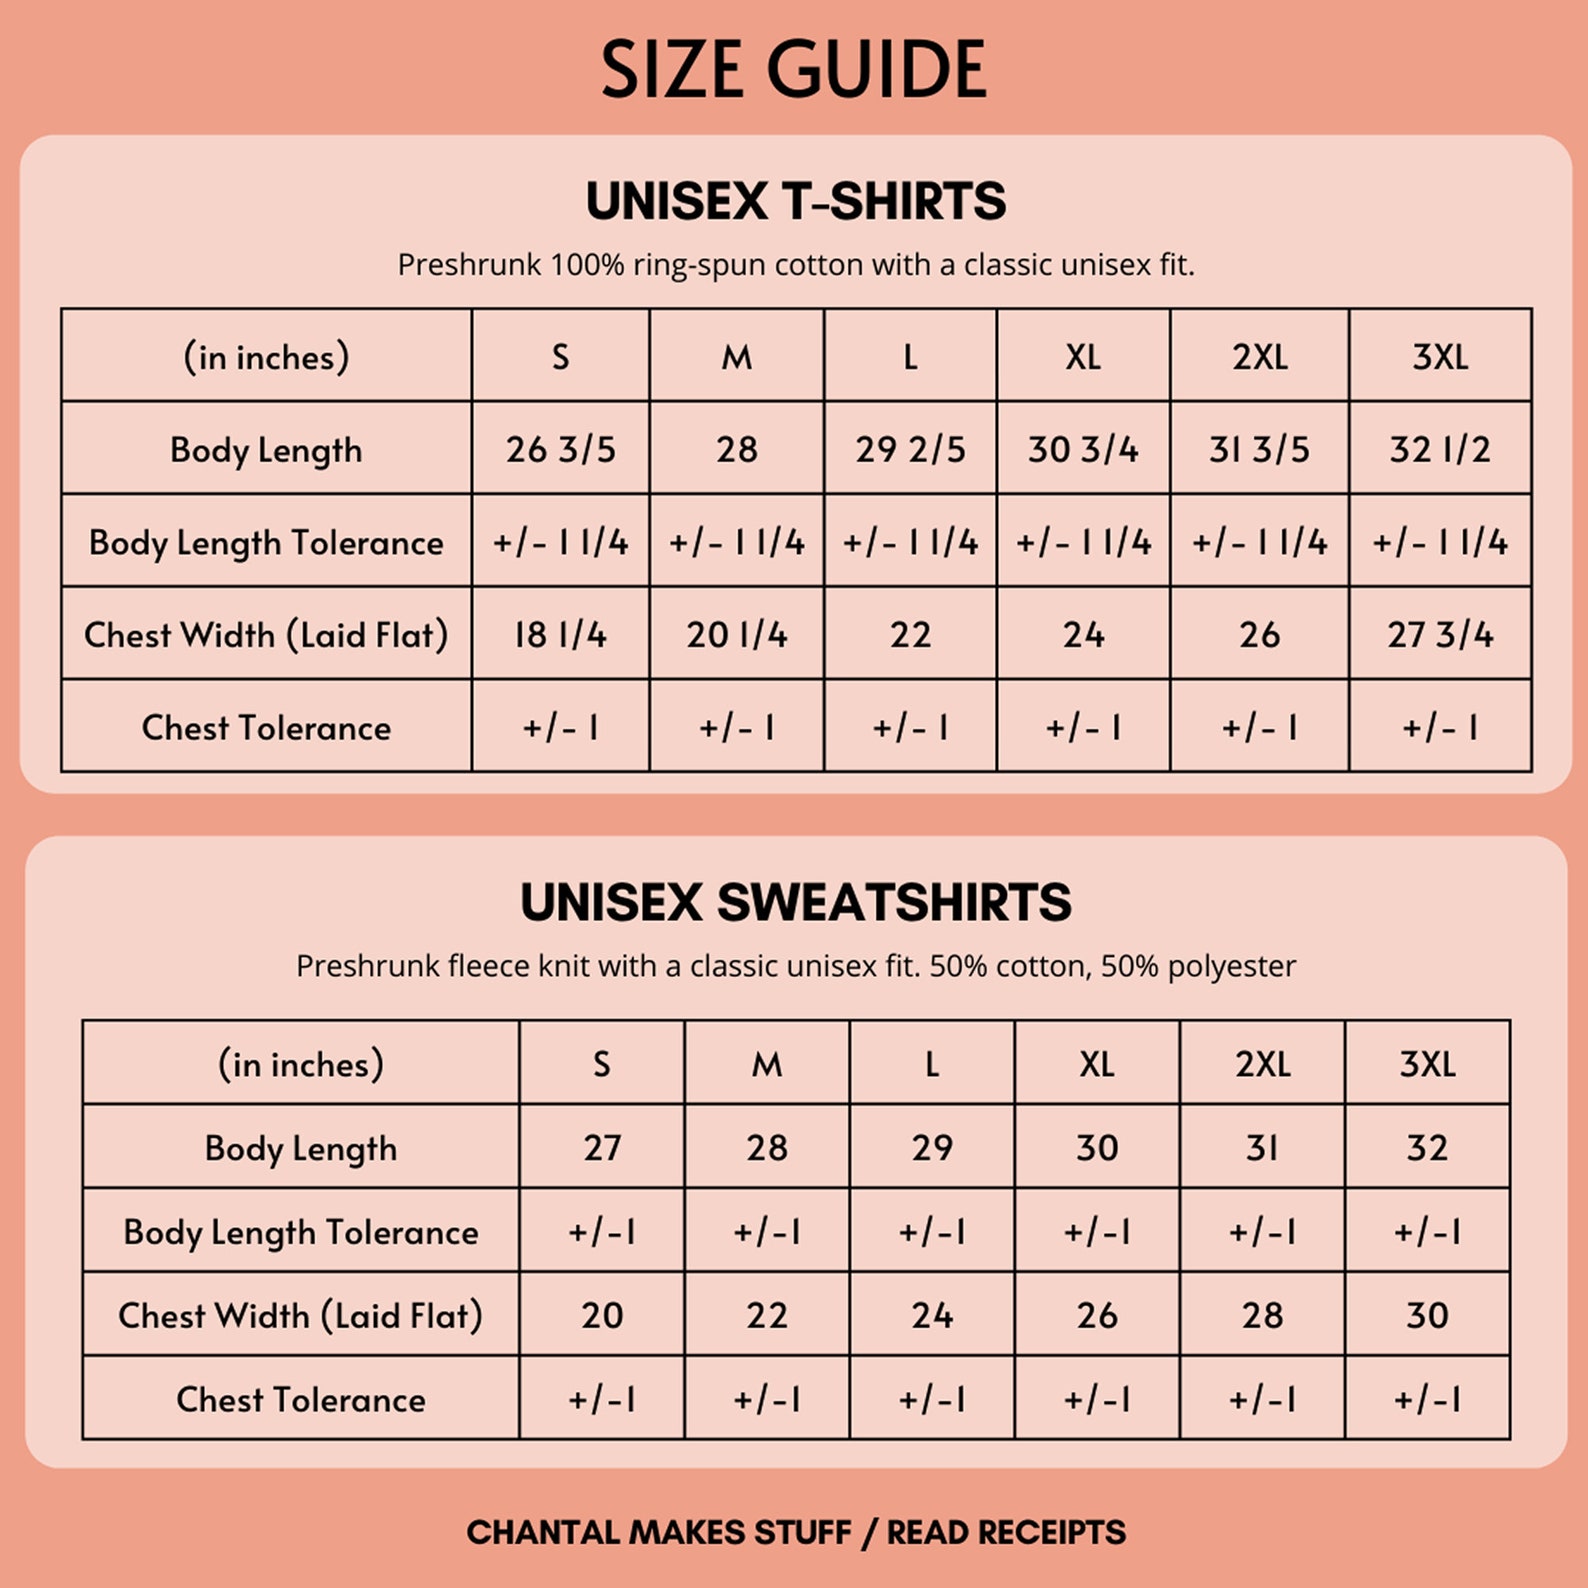 SIZE GUIDE
UNISEX T-SHIRTS
Preshrunk 100% ring-spun cotton with a classic unisex fit.
(in inches) S M L XL 2XL 3XL
Body Length 26 3/5 28 29 2/5 30 3/4 31 3/5 32 1/2
Body Length Tolerance +/- 1 1/4 +/- 1 1/4 +/- 1 1/4 +/- 1 1/4 +/- 1 1/4 +/- 1 1/4
Chest Width (Laid Flat) 18 1/4 20 1/4 22 24 26 27 3/4
Chest Tolerance +/- 1 +/- 1 +/- 1 +/- 1 +/- 1 +/- 1
UNISEX SWEATSHIRTS
Preshrunk fleece knit with a classic unisex fit. 50% cotton, 50% polyester
(in inches) S M L XL 2XL 3XL
Body Length 27 28 29 30 31 32
Body Length Tolerance +/-1 +/-1 +/-1 +/-1 +/-1 +/-1
Chest Width (Laid Flat) 20 22 24 26 28 30
Chest Tolerance +/-1 +/-1 +/-1 +/-1 +/-1 +/-1
CHANTAL MAKES STUFF / READ RECEIPTS